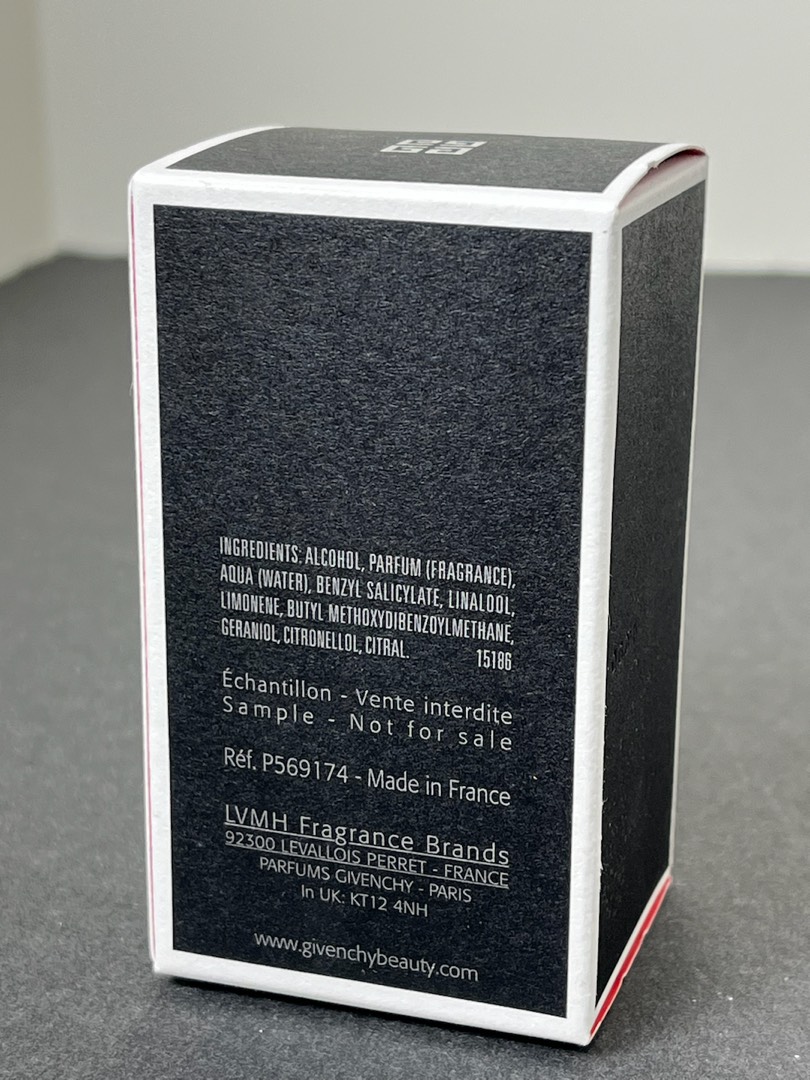 INGREDIENTS: ALCOHOL, PARFUM (FRAGRANCE),
AQUA (WATER), BENZYL SALICYLATE, LINALOOL,
LIMONENE, BUTYL METHOXYDIBENZOYLMETHANE,
GERANIOL, CITRONELLOL, CITRAL. 15186
Échantillon - Vente interdite
Sample - Not for sale
Réf. P569174 - Made in France
LVMH Fragrance Brands
92300 LEVALLOIS PERRET - FRANCE
PARFUMS GIVENCHY - PARIS
In UK: KT12 4NH
www.givenchybeauty.com